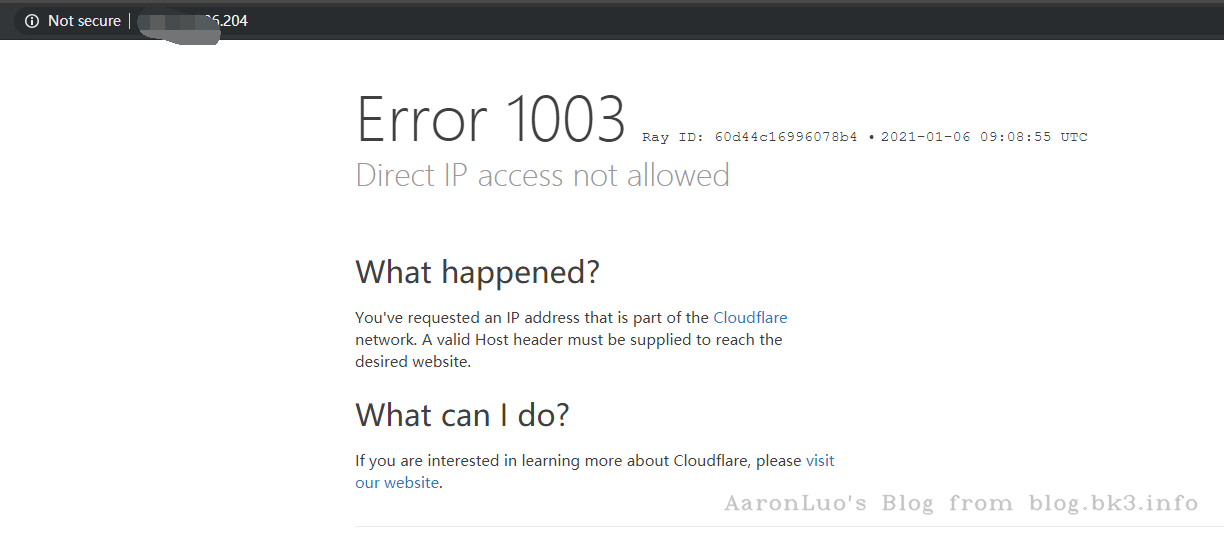 Not secure | 6.204
Error 1003 Ray ID: 60d44c16996078b4 • 2021-01-06 09:08:55 UTC
Direct IP access not allowed
What happened?
You've requested an IP address that is part of the Cloudflare
network. A valid Host header must be supplied to reach the
desired website.
What can I do?
If you are interested in learning more about Cloudflare, please visit
our website.
AaronLuo's Blog from blog.bk3.info